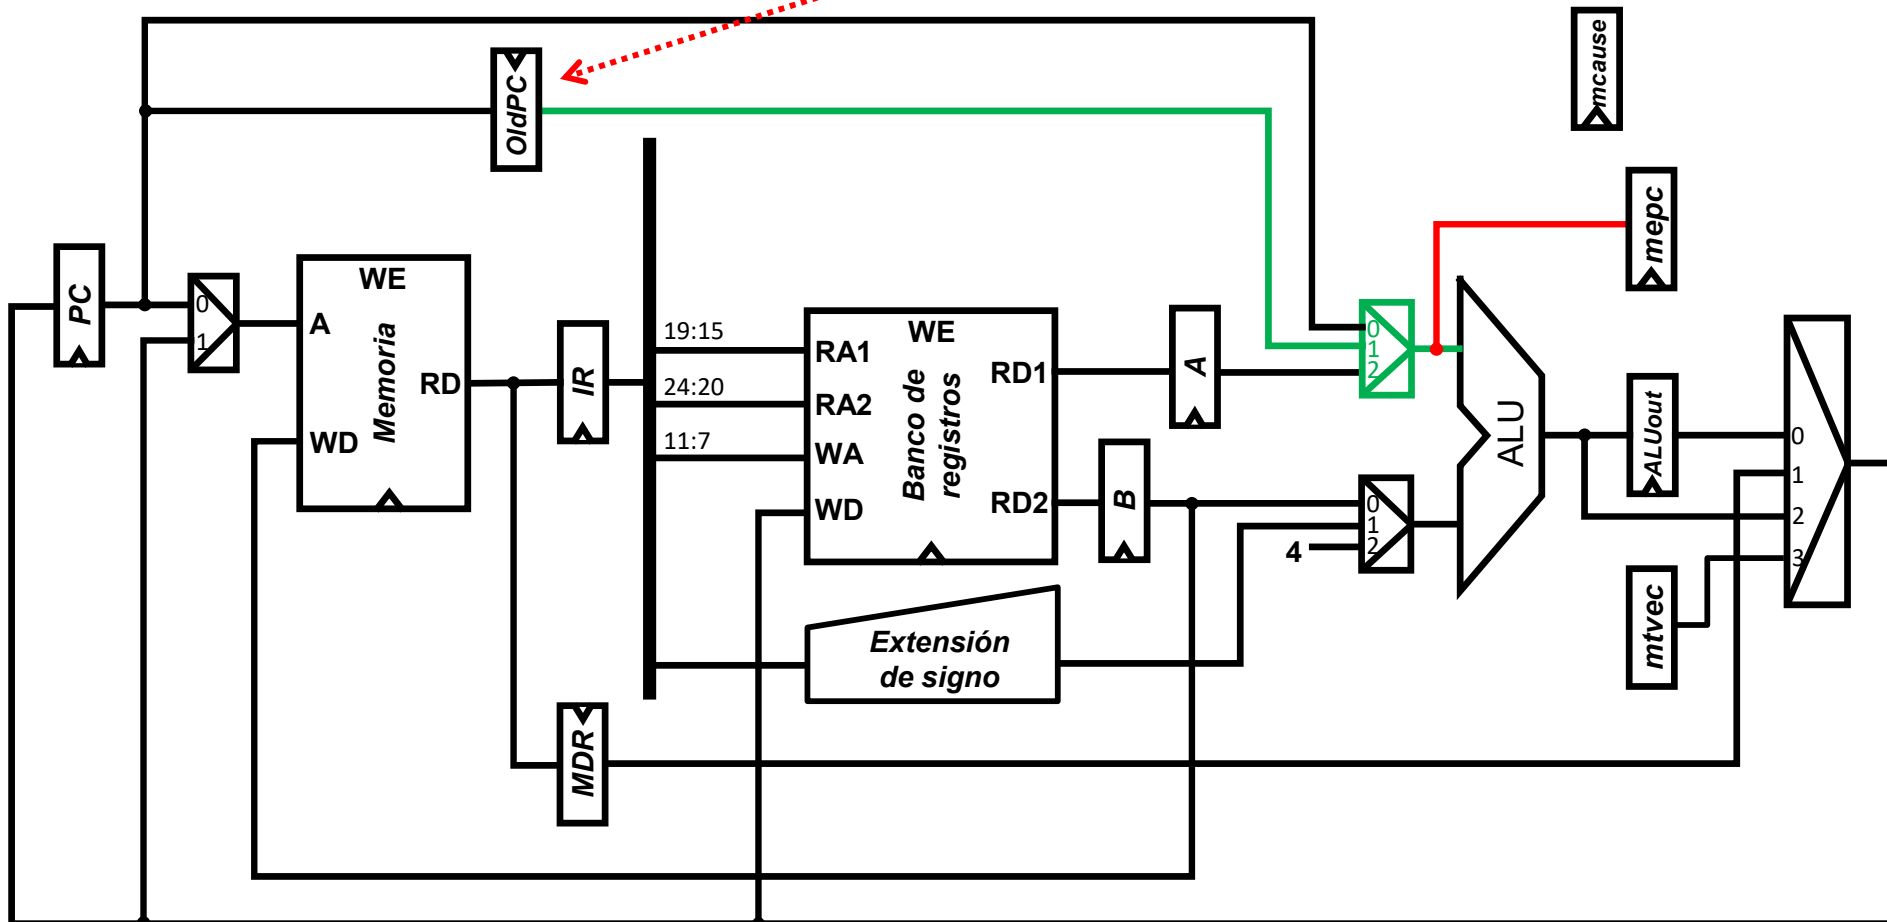 mcause
OldPC
mepc
PC
0
1
WE
A
Memoria
RD
WD
IR
19:15
24:20
11:7
WE
RA1
RA2
WA
WD
Banco de
registros
RD1
RD2
A
B
0
1
2
0
1
2
4
ALU
ALUout
0
1
2
3
mtvec
Extensión
de signo
MDR